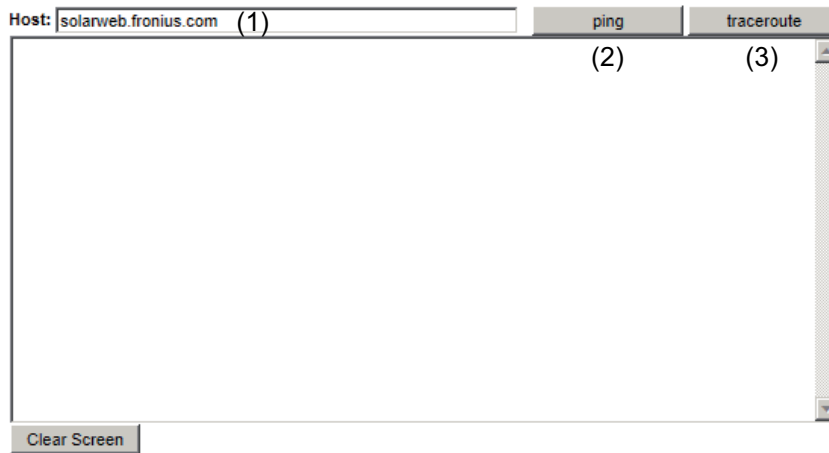 Host: solarweb.fronius.com (1) ping traceroute
(2) (3)
Clear Screen